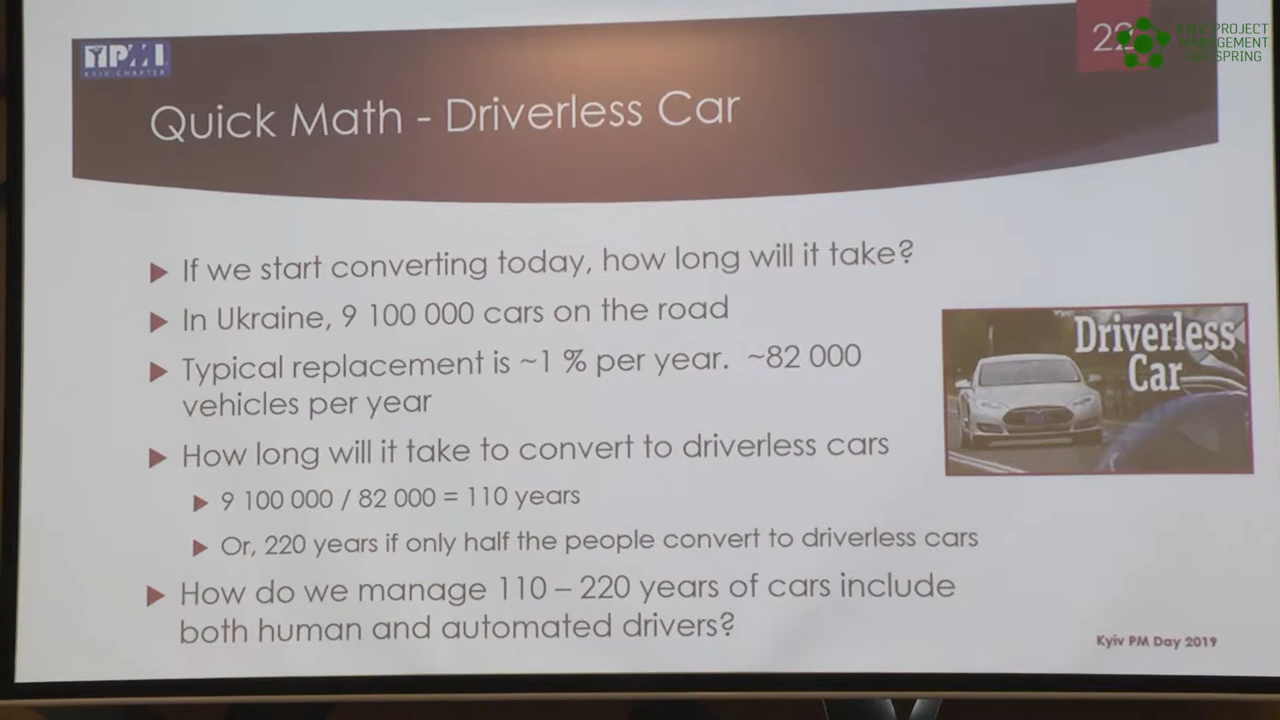 PMI
KYIV CHAPTER
22
KYIV PROJECT
MANAGEMENT
Quick Math - Driverless Car
If we start converting today, how long will it take?
In Ukraine, 9 100 000 cars on the road
Typical replacement is ~1 % per year. ~82 000
vehicles per year
How long will it take to convert to driverless cars
9 100 000 / 82 000 = 110 years
Or, 220 years if only half the people convert to driverless cars
How do we manage 110 – 220 years of cars include
both human and automated drivers?
Driverless
Car
Kyiv PM Day 2019